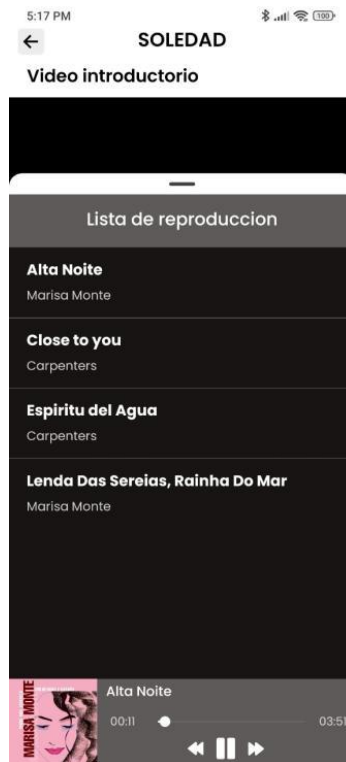 5:17 PM
100
SOLEDAD
Video introductorio
Lista de reproduccion
Alta Noite
Marisa Monte
Close to you
Carpenters
Espiritu del Agua
Carpenters
Lenda Das Sereias, Rainha Do Mar
Marisa Monte
MARISA MONTE
Alta Noite
00:11
03:51